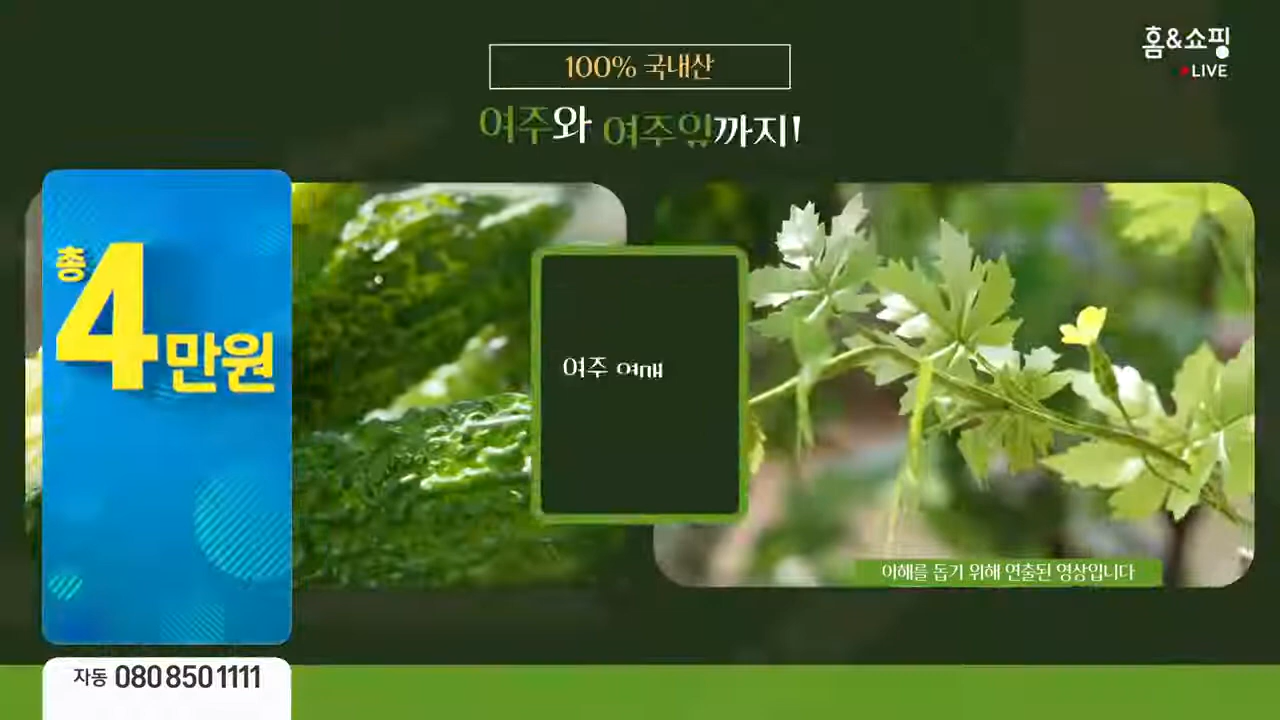 홈&쇼핑
LIVE
100% 국내산
여주와 여주잎까지!
총 4만원
여주
이해를 돕기 위해 연출된 영상입니다
자동 080 850 1111